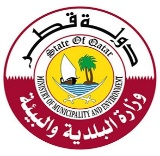 دولة قطر
State Of Qatar
MINISTRY OF MUNICIPALITY AND ENVIRONMENT
وزارة البلدية والبيئة